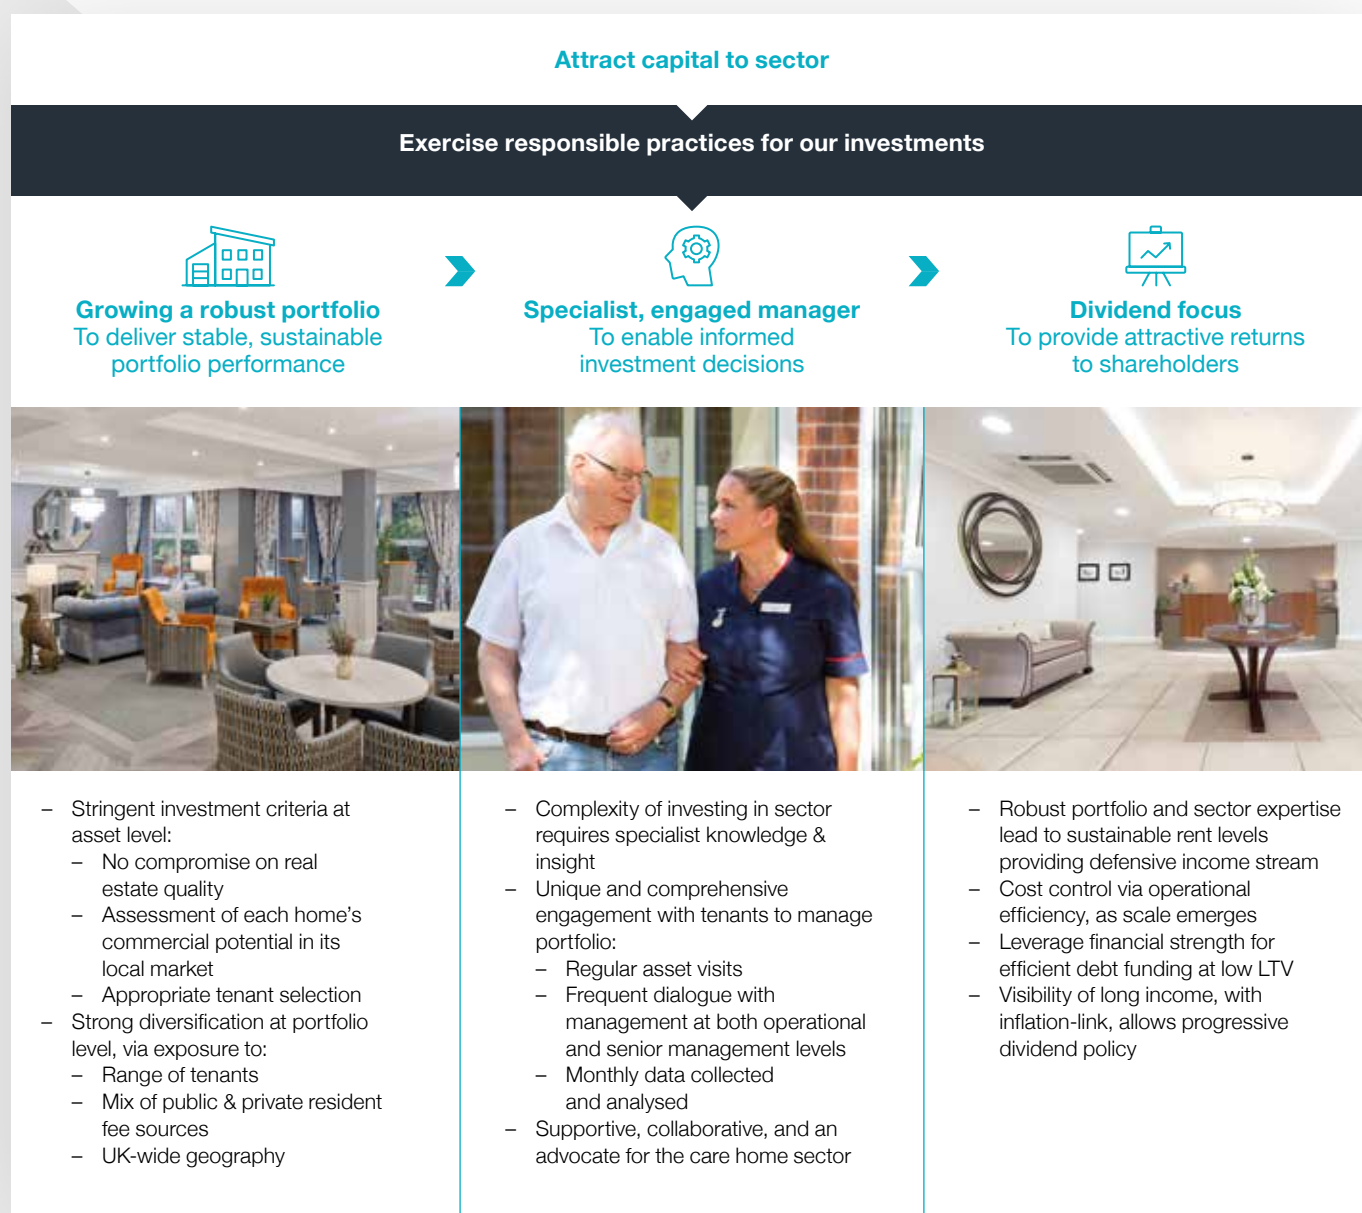 Attract capital to sector
Exercise responsible practices for our investments
Growing a robust portfolio
To deliver stable, sustainable
portfolio performance
Specialist, engaged manager
To enable informed
investment decisions
Dividend focus
To provide attractive returns
to shareholders
– Stringent investment criteria at
asset level:
– No compromise on real
estate quality
– Assessment of each home’s
commercial potential in its
local market
– Appropriate tenant selection
– Strong diversification at portfolio
level, via exposure to:
– Range of tenants
– Mix of public & private resident
fee sources
– UK-wide geography
– Complexity of investing in sector
requires specialist knowledge &
insight
– Unique and comprehensive
engagement with tenants to manage
portfolio:
– Regular asset visits
– Frequent dialogue with
management at both operational
and senior management levels
– Monthly data collected
and analysed
– Supportive, collaborative, and an
advocate for the care home sector
– Robust portfolio and sector expertise
lead to sustainable rent levels
providing defensive income stream
– Cost control via operational
efficiency, as scale emerges
– Leverage financial strength for
efficient debt funding at low LTV
– Visibility of long income, with
inflation-link, allows progressive
dividend policy